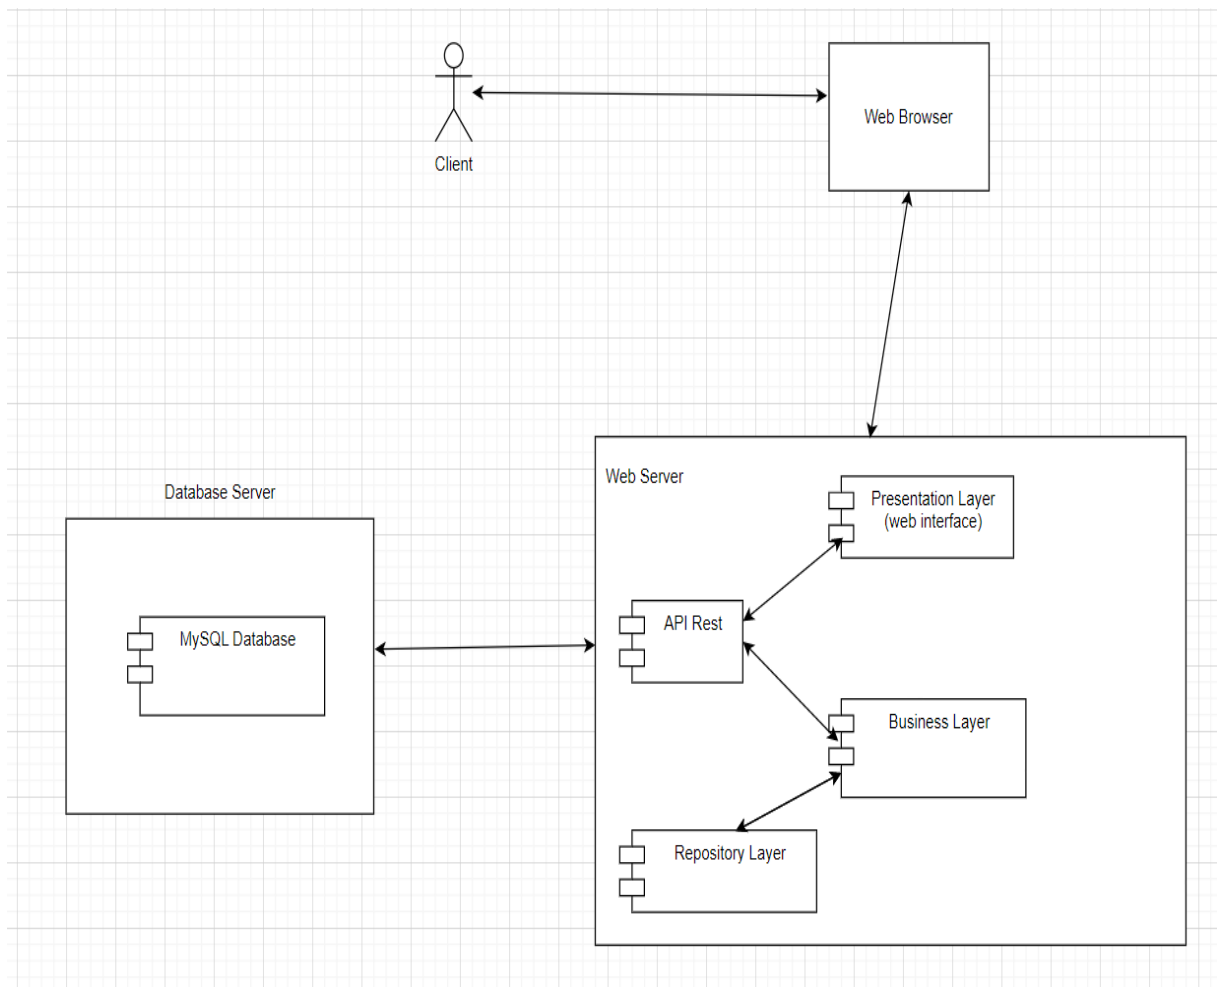 Client
Web Browser
Database Server
MySQL Database
Web Server
Presentation Layer
(web interface)
API Rest
Business Layer
Repository Layer